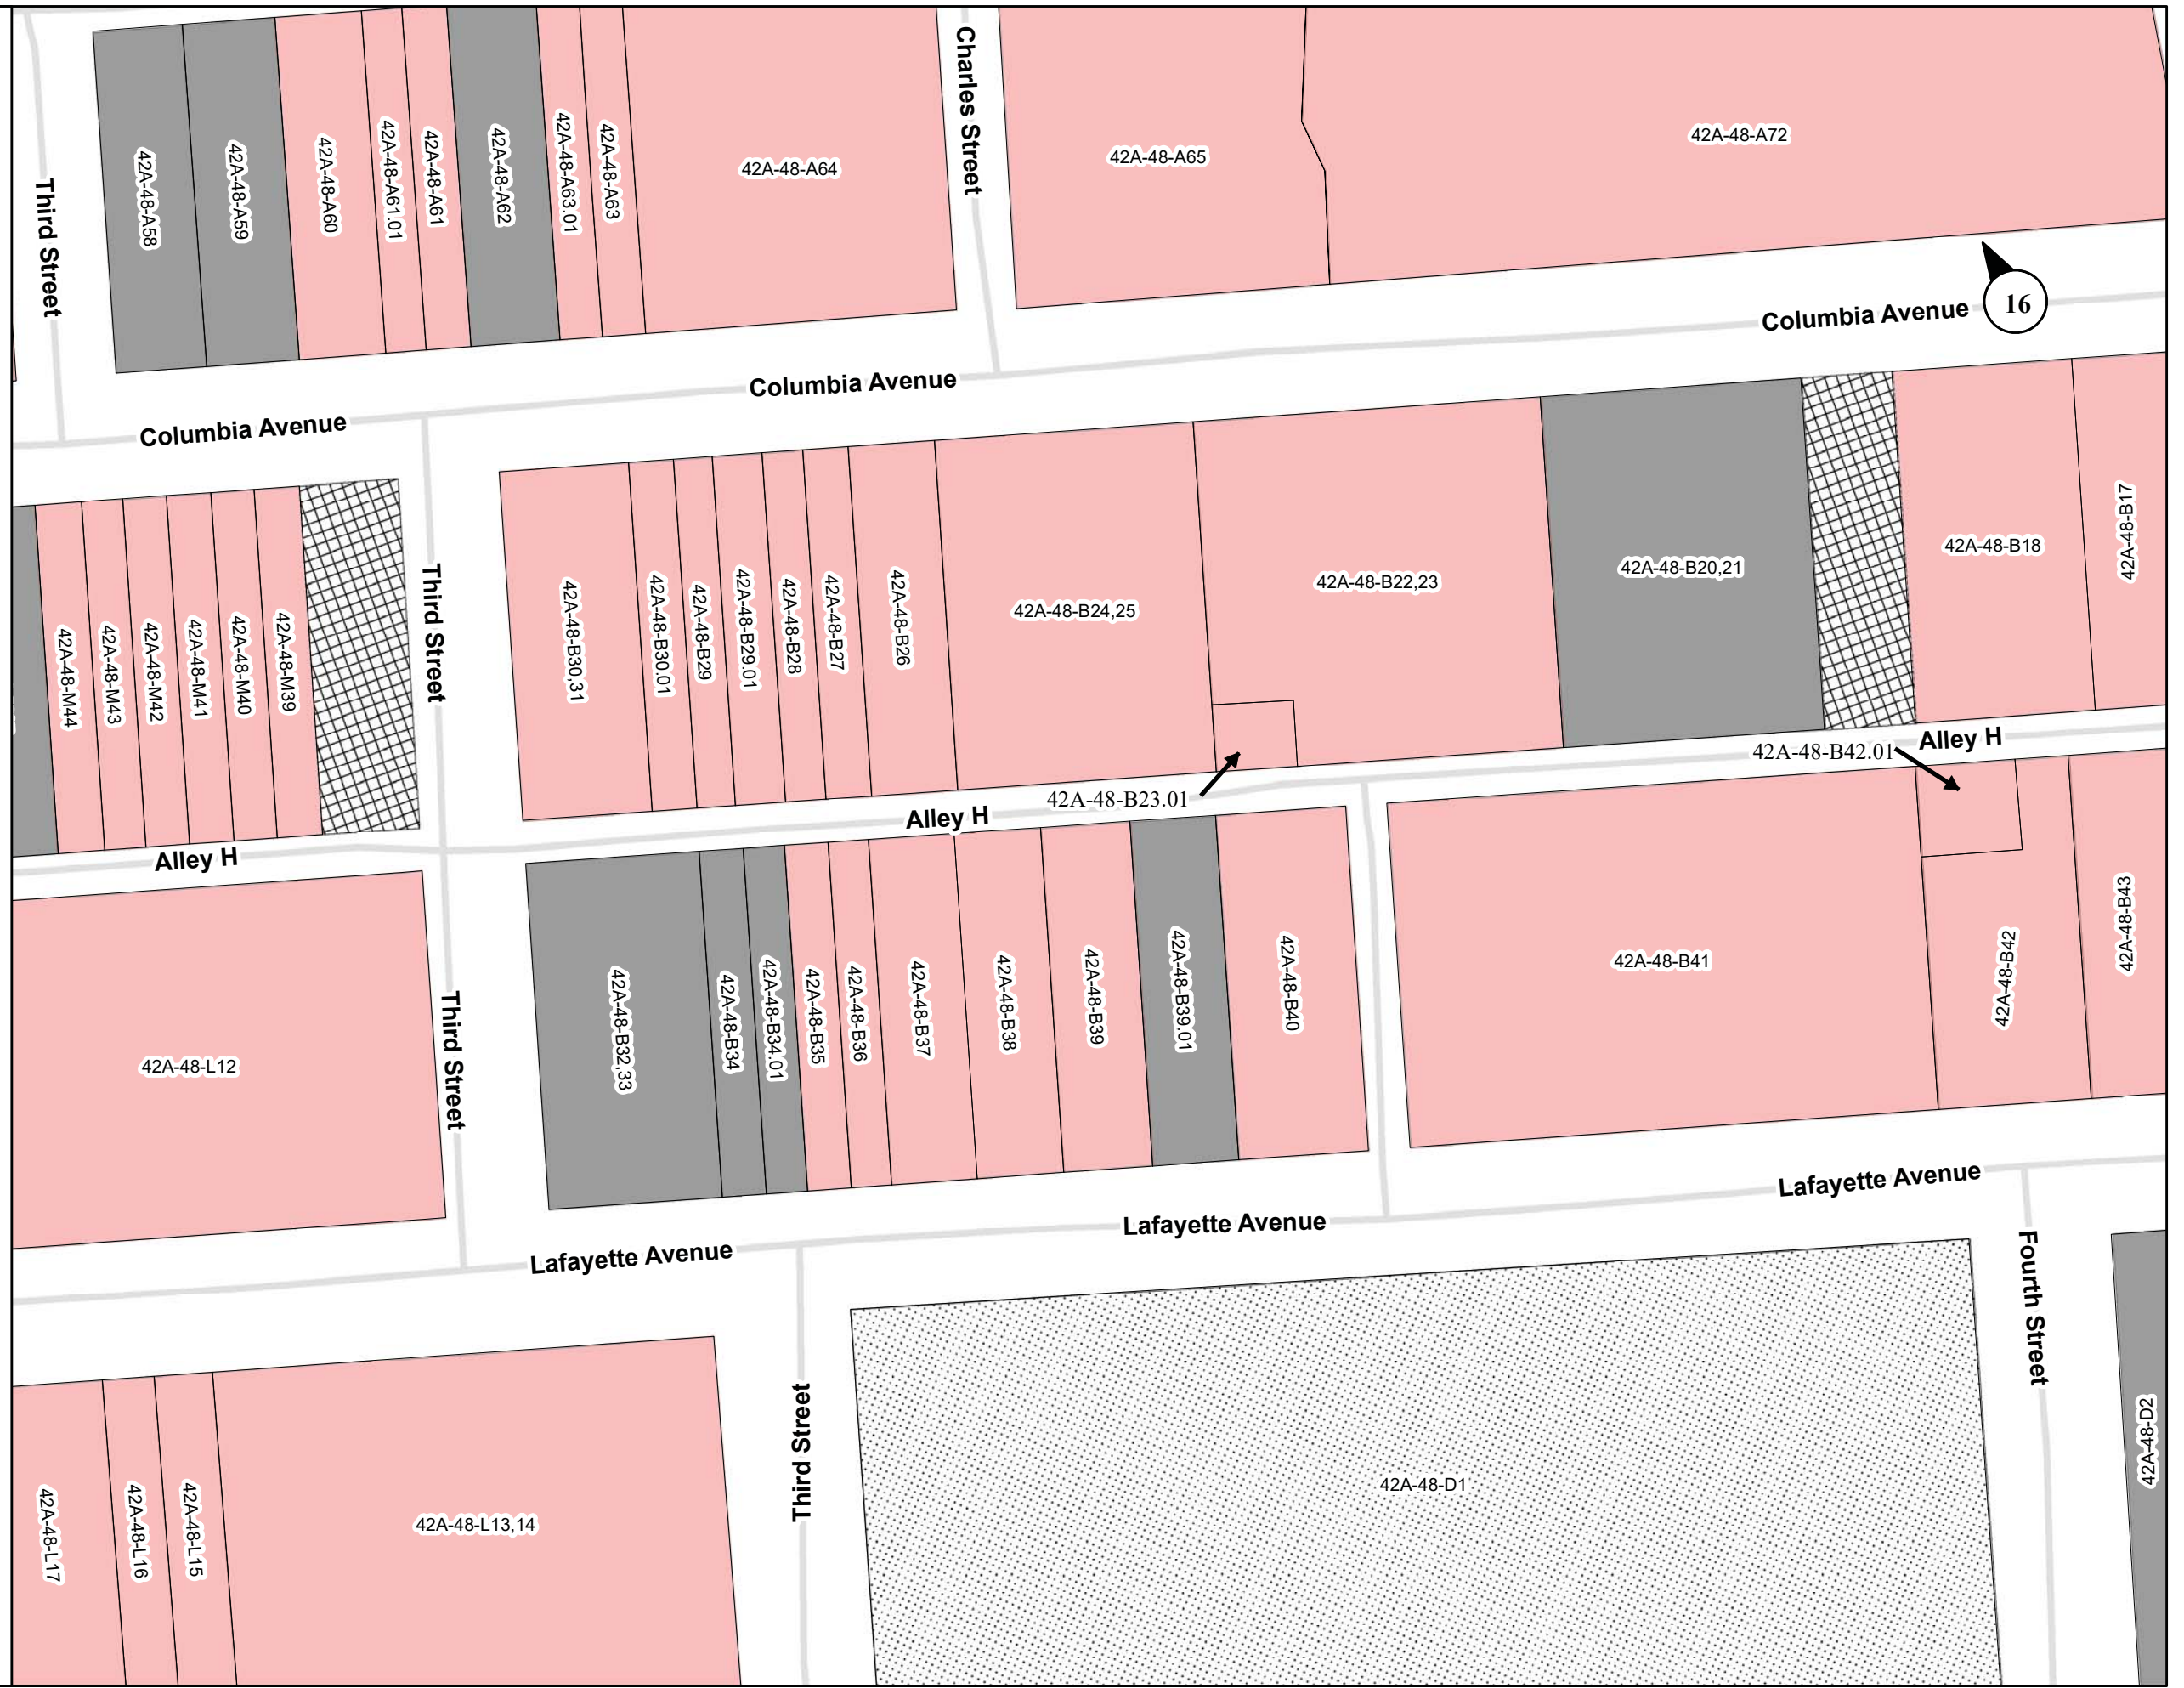 Third Street
42A-48-A58
42A-48-A59
42A-48-A60
42A-48-A61.01
42A-48-A61
42A-48-A62
42A-48-A63.01
42A-48-A63
42A-48-A64
Charles Street
42A-48-A65
42A-48-A72
16
Columbia Avenue
Columbia Avenue
Columbia Avenue
42A-48-M44
42A-48-M43
42A-48-M42
42A-48-M41
42A-48-M40
42A-48-M39
Third Street
42A-48-B30,31
42A-48-B30.01
42A-48-B29
42A-48-B29.01
42A-48-B28
42A-48-B27
42A-48-B26
42A-48-B24,25
42A-48-B22,23
42A-48-B20,21
42A-48-B18
42A-48-B17
42A-48-B23.01
42A-48-B42.01
Alley H
Alley H
Alley H
42A-48-L12
Third Street
42A-48-B32,33
42A-48-B34
42A-48-B34.01
42A-48-B35
42A-48-B36
42A-48-B37
42A-48-B38
42A-48-B39
42A-48-B39.01
42A-48-B40
42A-48-B41
42A-48-B42
42A-48-B43
Lafayette Avenue
Lafayette Avenue
Lafayette Avenue
42A-48-L17
42A-48-L16
42A-48-L15
42A-48-L13,14
Third Street
42A-48-D1
Fourth Street
42A-48-D2